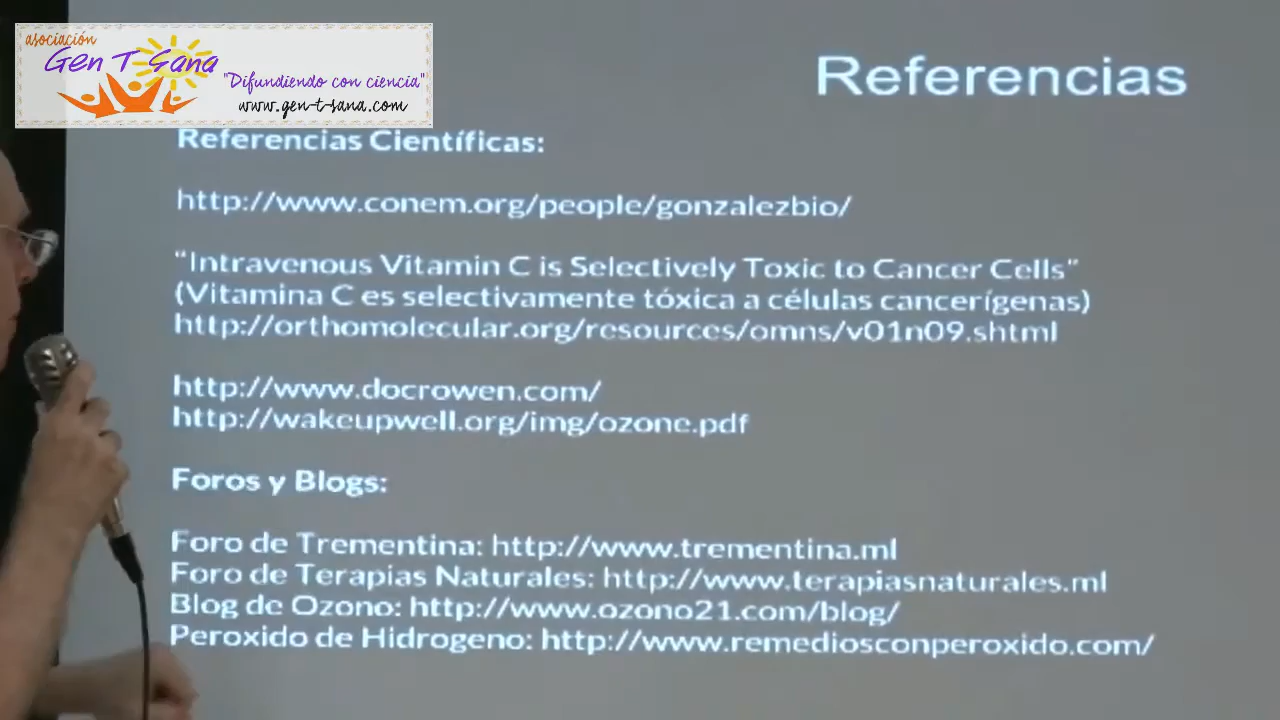 asociación
Gen T Sana
"Difundiendo con ciencia"
www.gen-t-sana.com
Referencias
Referencias Científicas:
http://www.conem.org/people/gonzalezbio/
"Intravenous Vitamin C is Selectively Toxic to Cancer Cells"
(Vitamina C es selectivamente tóxica a células cancerígenas)
http://orthomolecular.org/resources/omns/v01n09.shtml
http://www.docrowen.com/
http://wakeupwell.org/img/ozone.pdf
Foros y Blogs:
Foro de Trementina: http://www.trementina.ml
Foro de Terapias Naturales: http://www.terapiasnaturales.ml
Blog de Ozono: http://www.ozono21.com/blog/
Peroxido de Hidrogeno: http://www.remediosconperoxido.com/